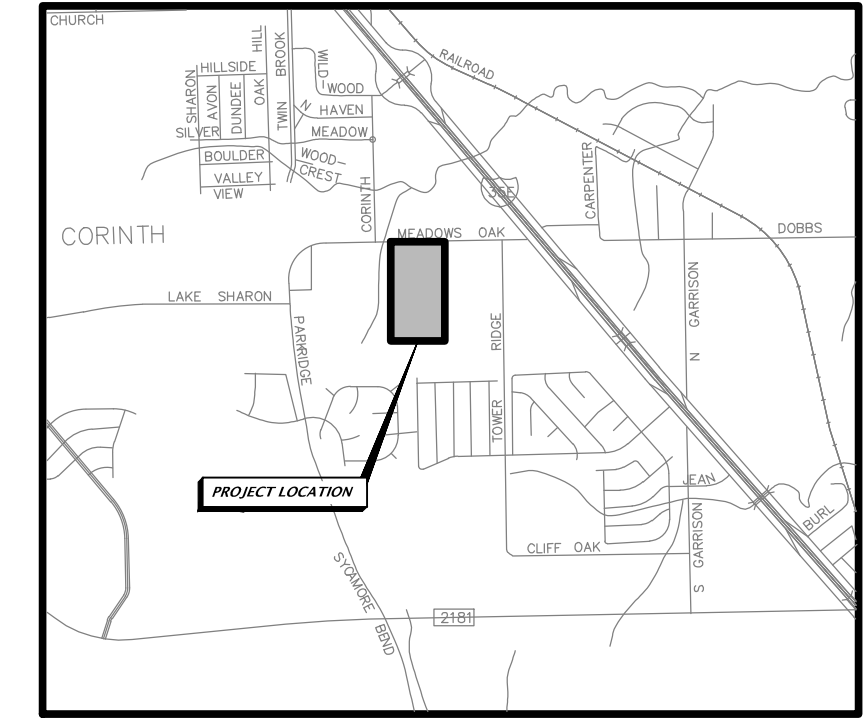 CHURCH
HILL
OAK
BROOK
TWIN
WILD-
WOOD
RAILROAD
HILLSIDE
SHARON
AVON
DUNDEE
N HAVEN
SILVER
MEADOW
BOULDER
WOOD-
CREST
VALLEY
VIEW
35E
CARPENTER
CORINTH
CORINTH
MEADOWS OAK
DOBBS
LAKE SHARON
PARKRIDGE
TOWER RIDGE
N GARRISON
PROJECT LOCATION
JEAN
BURL
CLIFF OAK
S GARRISON
SYCAMORE BEND
2181